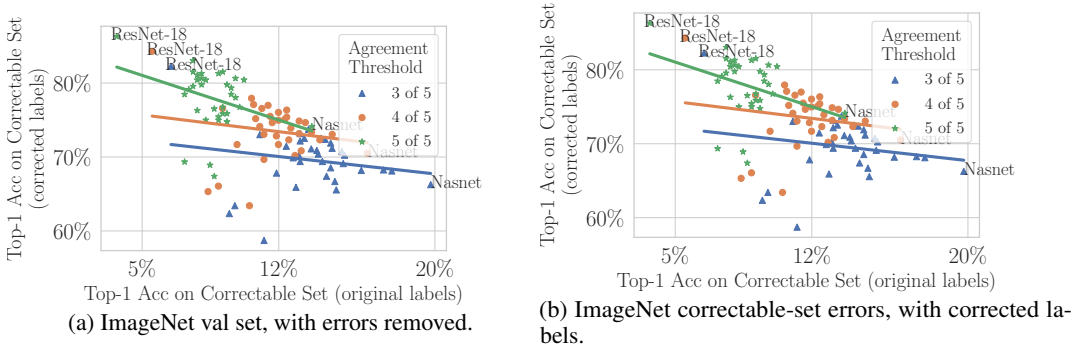 Top-1 Acc on Correctable Set
(corrected labels)
80%
70%
60%
ResNet-18
ResNet-18
ResNet-18
Agreement
Threshold
3 of 5
4 of 5
5 of 5
Nasnet
Nasnet
Nasnet
5%
12%
20%
Top-1 Acc on Correctable Set (original labels)
(a) ImageNet val set, with errors removed.
Top-1 Acc on Correctable Set
(corrected labels)
80%
70%
60%
ResNet-18
ResNet-18
ResNet-18
Agreement
Threshold
3 of 5
4 of 5
5 of 5
Nasnet
Nasnet
Nasnet
5%
12%
20%
Top-1 Acc on Correctable Set (original labels)
(b) ImageNet correctable-set errors, with corrected la-
bels.